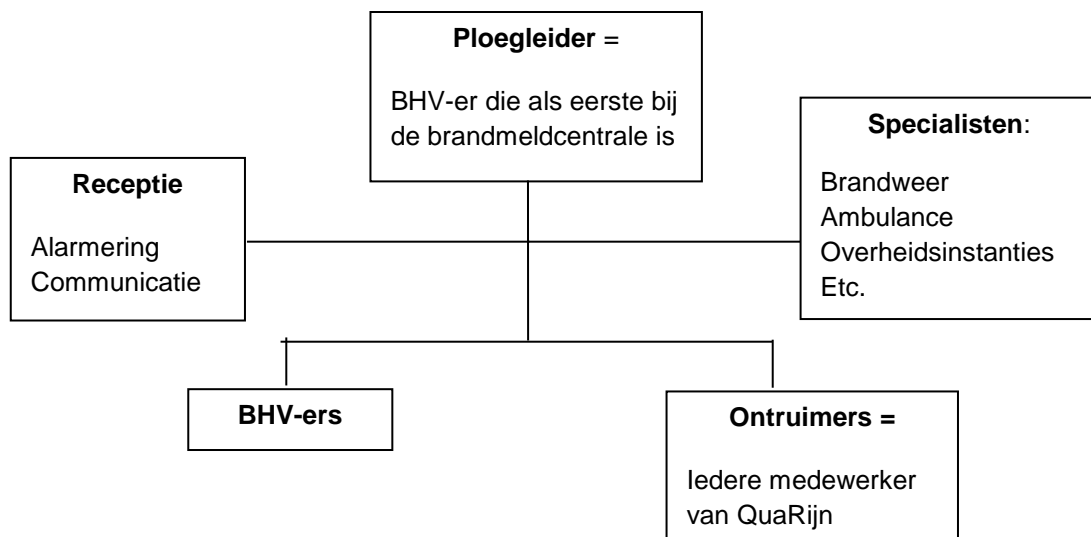 Ploegleider =
BHV-er die als eerste bij
de brandmeldcentrale is
Receptie
Alarmering
Communicatie
Specialisten:
Brandweer
Ambulance
Overheidsinstanties
Etc.
BHV-ers
Ontruimers =
Iedere medewerker
van QuaRijn